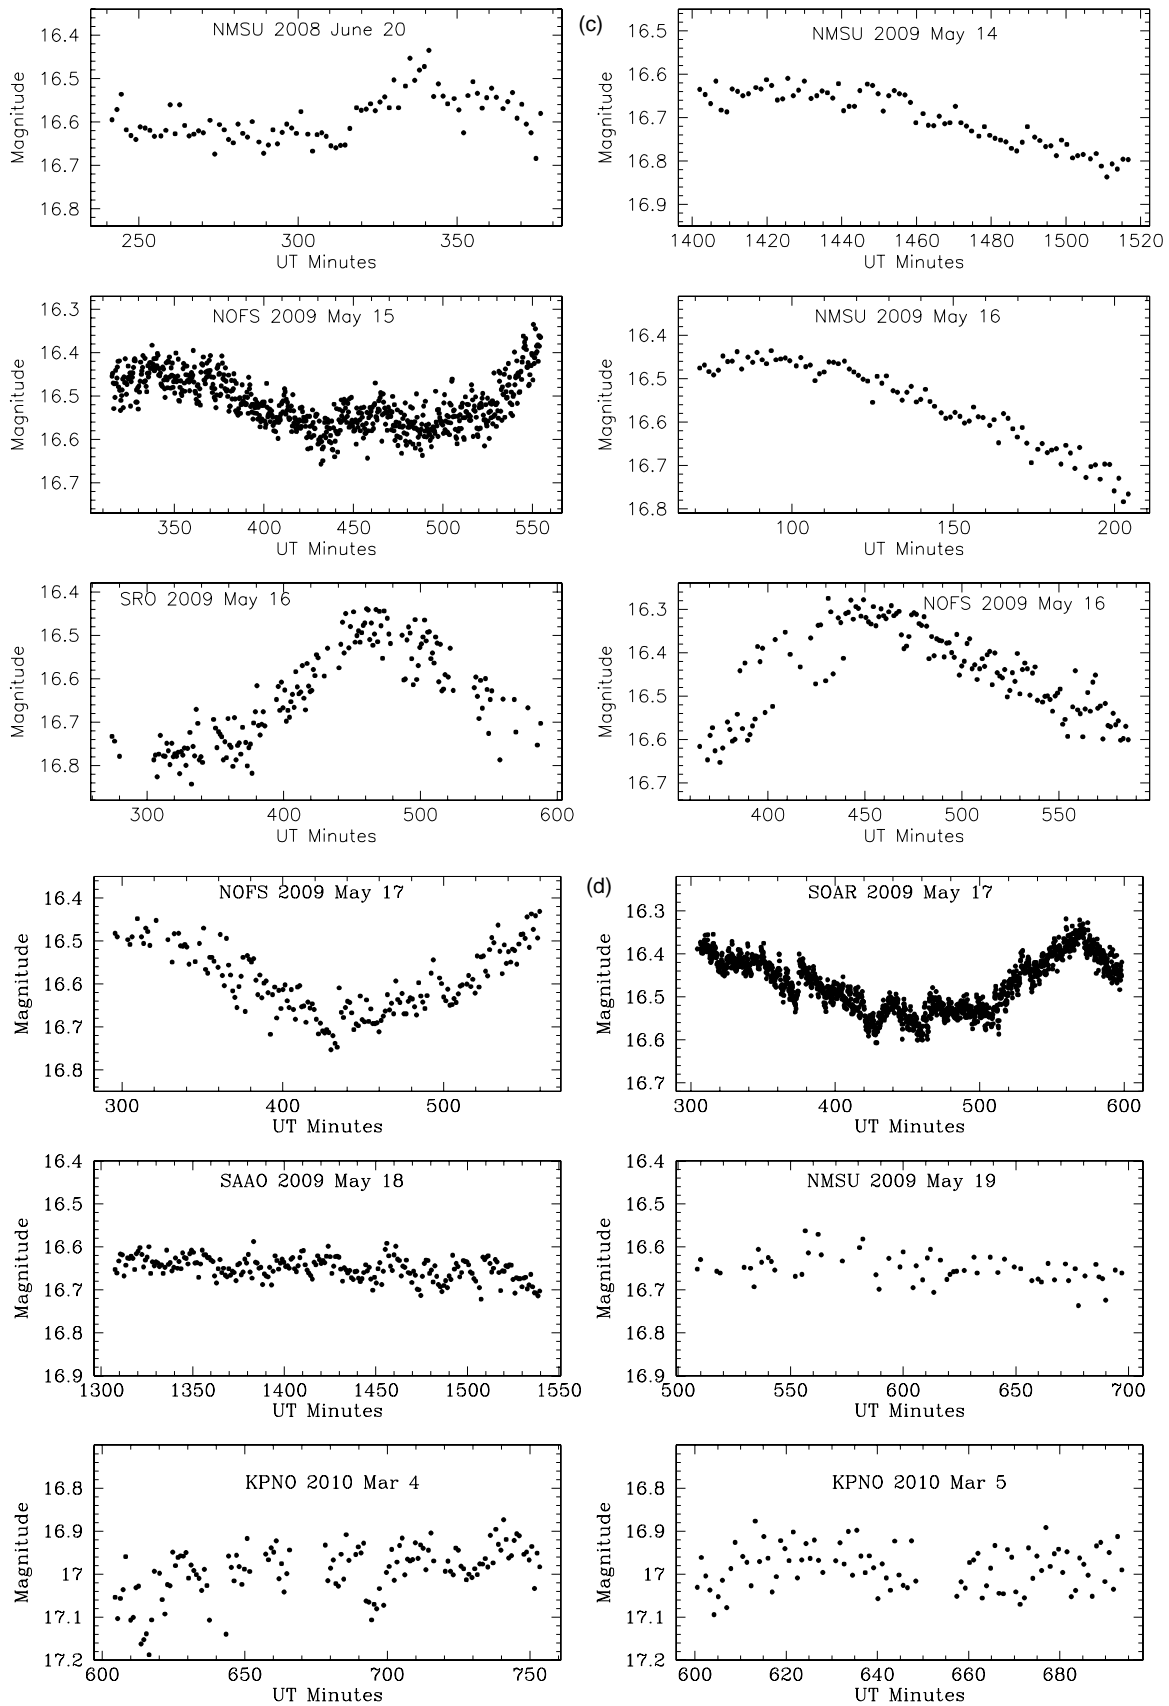 NMSU 2008 June 20
Magnitude
16.4
16.5
16.6
16.7
16.8
250 300 350
UT Minutes
(c)
NMSU 2009 May 14
Magnitude
16.5
16.6
16.7
16.8
16.9
1400 1420 1440 1460 1480 1500 1520
UT Minutes
NOFS 2009 May 15
Magnitude
16.3
16.4
16.5
16.6
16.7
350 400 450 500 550
UT Minutes
NMSU 2009 May 16
Magnitude
16.4
16.5
16.6
16.7
16.8
100 150 200
UT Minutes
SRO 2009 May 16
Magnitude
16.4
16.5
16.6
16.7
16.8
300 400 500 600
UT Minutes
NOFS 2009 May 16
Magnitude
16.3
16.4
16.5
16.6
16.7
400 450 500 550
UT Minutes
NOFS 2009 May 17
Magnitude
16.4
16.5
16.6
16.7
16.8
300 400 500
UT Minutes
(d)
SOAR 2009 May 17
Magnitude
16.3
16.4
16.5
16.6
16.7
300 400 500 600
UT Minutes
SAAO 2009 May 18
Magnitude
16.4
16.5
16.6
16.7
16.8
16.9
1300 1350 1400 1450 1500 1550
UT Minutes
NMSU 2009 May 19
Magnitude
16.4
16.5
16.6
16.7
16.8
16.9
500 550 600 650 700
UT Minutes
KPNO 2010 Mar 4
Magnitude
16.8
16.9
17
17.1
17.2
600 650 700 750
UT Minutes
KPNO 2010 Mar 5
Magnitude
16.8
16.9
17
17.1
17.2
600 620 640 660 680
UT Minutes